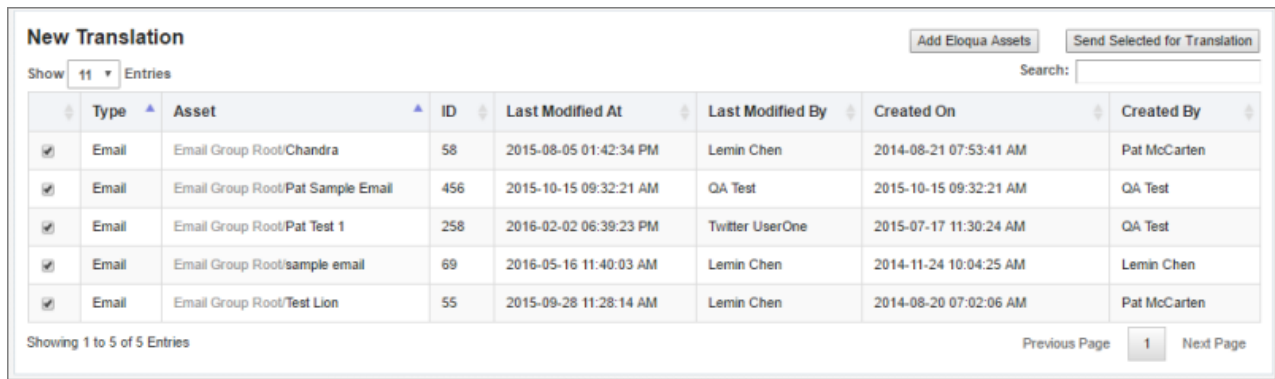 New Translation
Add Eloqua Assets Send Selected for Translation
Show 11 Entries Search:
Type Asset ID Last Modified At Last Modified By Created On Created By
Email Email Group Root/Chandra 58 2015-08-05 01:42:34 PM Lemin Chen 2014-08-21 07:53:41 AM Pat McCarten
Email Email Group Root/Pat Sample Email 456 2015-10-15 09:32:21 AM QA Test 2015-10-15 09:32:21 AM QA Test
Email Email Group Root/Pat Test 1 258 2016-02-02 06:39:23 PM Twitter UserOne 2015-07-17 11:30:24 AM QA Test
Email Email Group Root/sample email 69 2016-05-16 11:40:03 AM Lemin Chen 2014-11-24 10:04:25 AM Lemin Chen
Email Email Group Root/Test Lion 55 2015-09-28 11:28:14 AM Lemin Chen 2014-08-20 07:02:06 AM Pat McCarten
Showing 1 to 5 of 5 Entries Previous Page 1 Next Page